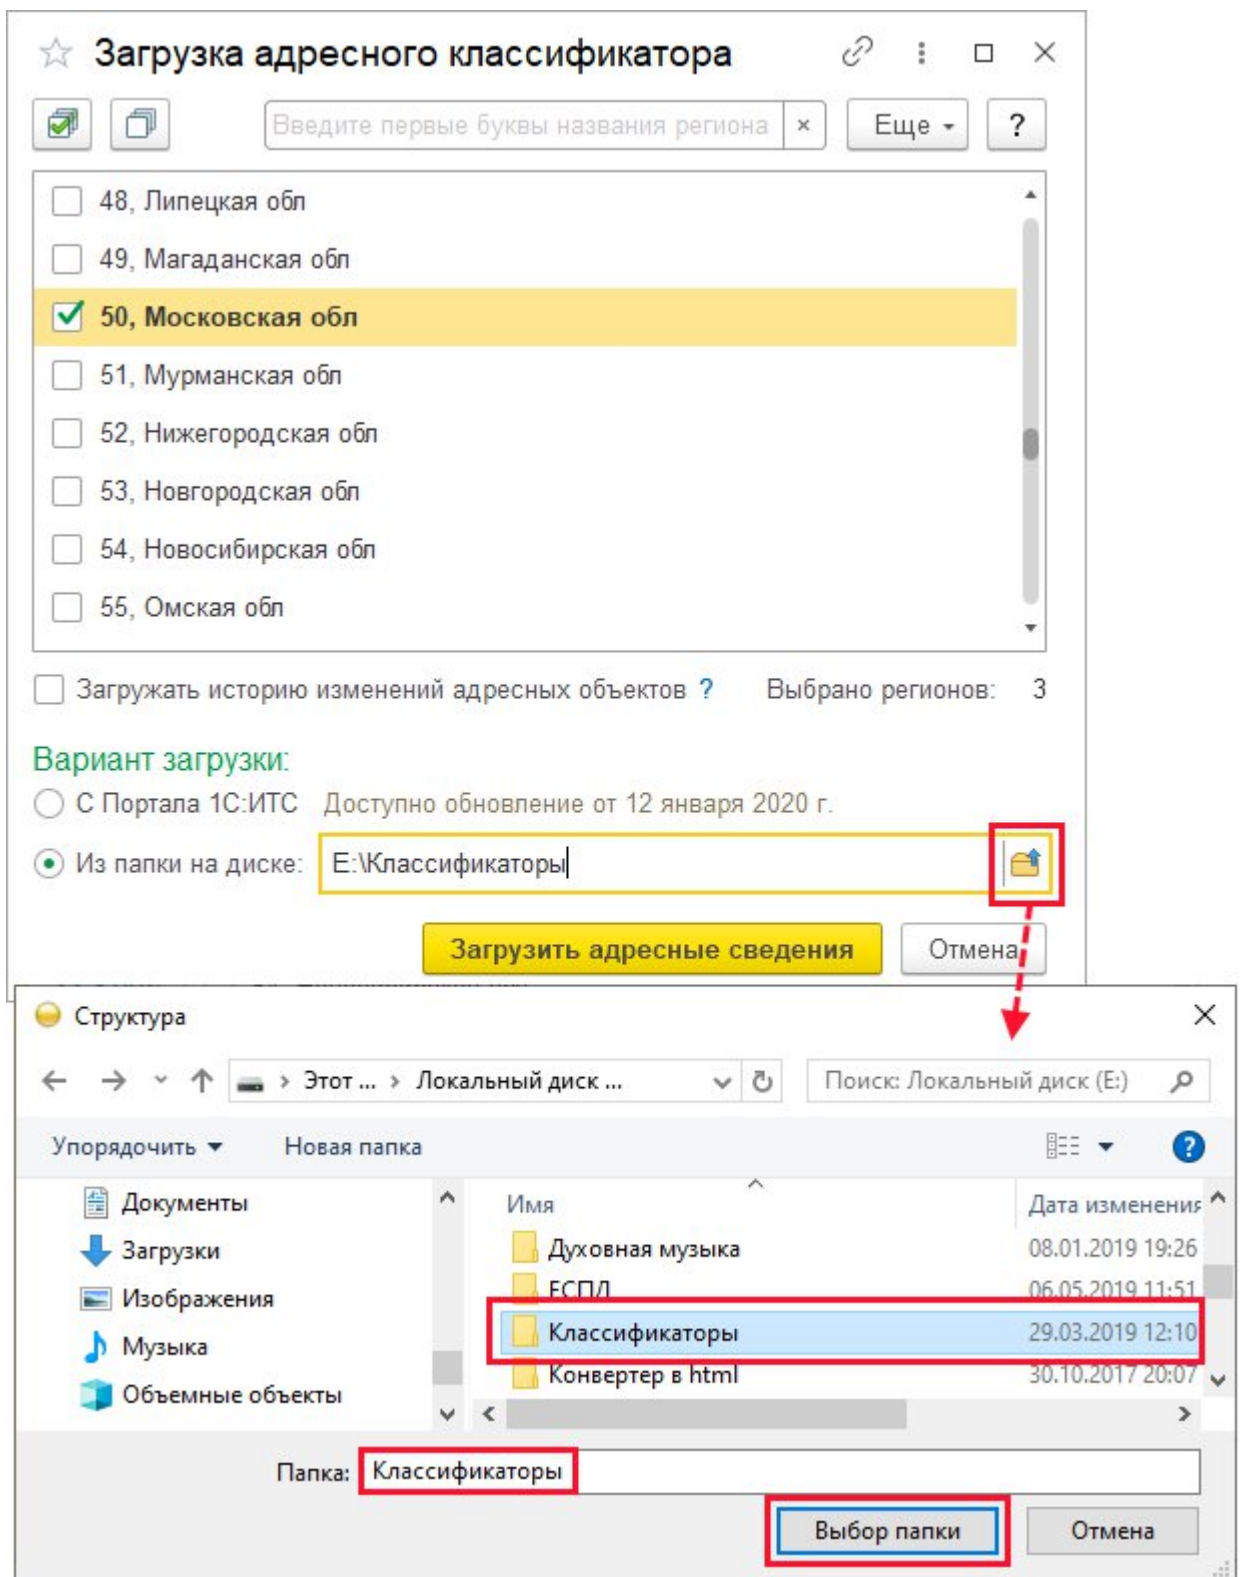 Загрузка адресного классификатора
Введите первые буквы названия региона × Еще ?
48, Липецкая обл
49, Магаданская обл
50, Московская обл
51, Мурманская обл
52, Нижегородская обл
53, Новгородская обл
54, Новосибирская обл
55, Омская обл
Загружать историю изменений адресных объектов ? Выбрано регионов: 3
Вариант загрузки:
С Портала 1С:ИТС Доступно обновление от 12 января 2020 г.
Из папки на диске: E:\Классификаторы
Загрузить адресные сведения Отмена
Структура
Этот ... › Локальный диск ... Поиск: Локальный диск (E:)
Упорядочить Новая папка ?
Документы
Загрузки
Изображения
Музыка
Объемные объекты
Имя Дата изменения
Духовная музыка 08.01.2019 19:26
ЕСПД 06.05.2019 11:51
Классификаторы 29.03.2019 12:10
Конвертер в html 30.10.2017 20:07
Папка: Классификаторы
Выбор папки Отмена